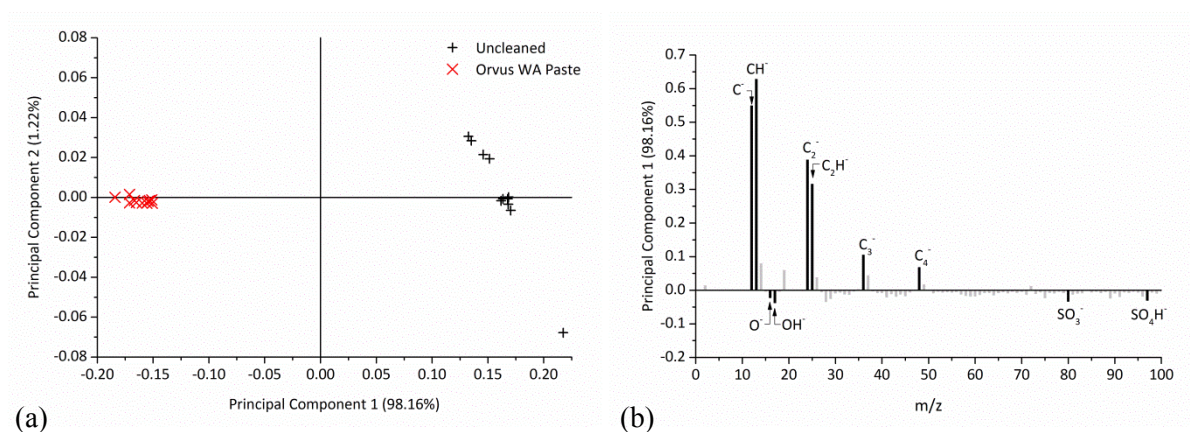 0.08
0.06
0.04
0.02
0.00
-0.02
-0.04
-0.06
-0.08
-0.20
-0.15
-0.10
-0.05
0.00
0.05
0.10
0.15
0.20
Principal Component 2 (1.22%)
Principal Component 1 (98.16%)
Uncleaned
Orvus WA Paste
(a)
0.7
0.6
0.5
0.4
0.3
0.2
0.1
0.0
-0.1
-0.2
0
10
20
30
40
50
60
70
80
90
100
Principal Component 1 (98.16%)
m/z
C⁻
CH⁻
C₂⁻
C₂H⁻
C₃⁻
C₄⁻
O⁻
OH⁻
SO₃⁻
SO₄H⁻
(b)